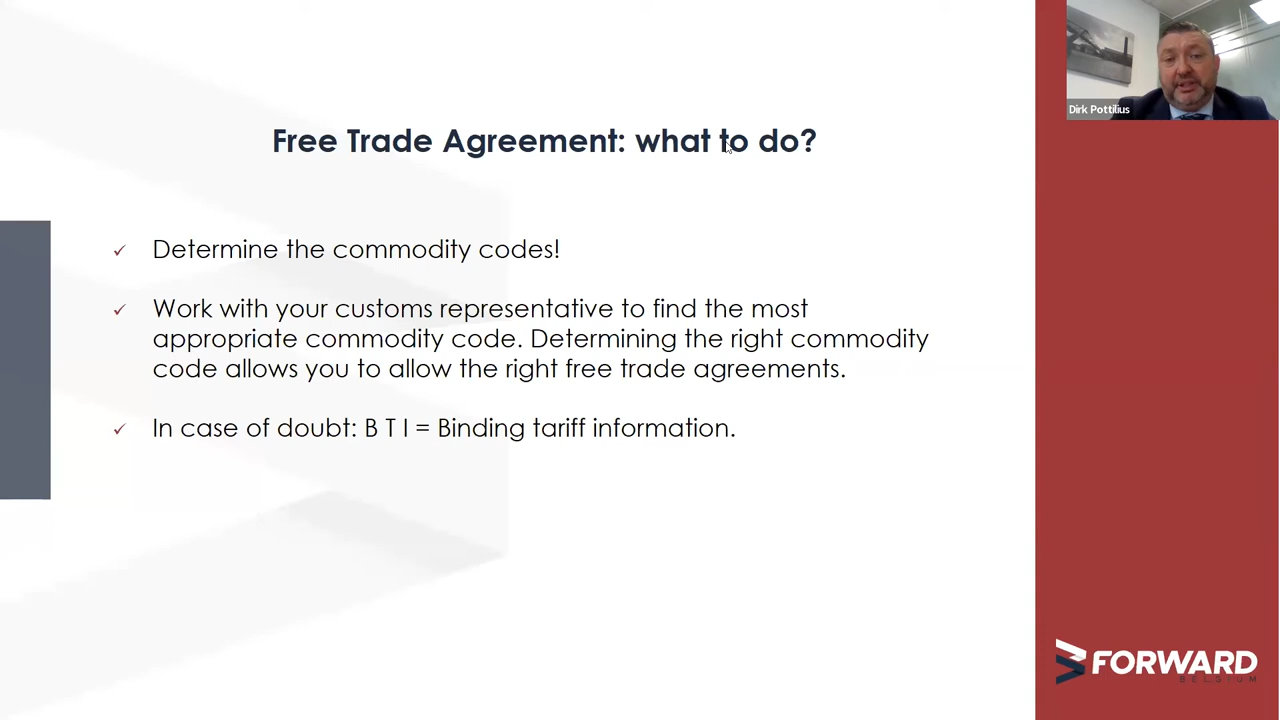 Dirk Pottilius
Free Trade Agreement: what to do?
✓ Determine the commodity codes!
✓ Work with your customs representative to find the most
appropriate commodity code. Determining the right commodity
code allows you to allow the right free trade agreements.
✓ In case of doubt: B T I = Binding tariff information.
FORWARD
BELGIUM